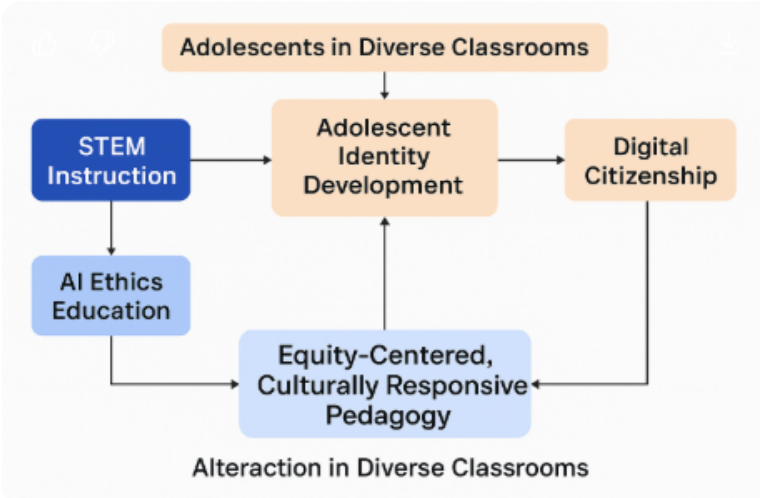 Adolescents in Diverse Classrooms
STEM
Instruction
Adolescent
Identity
Development
Digital
Citizenship
AI Ethics
Education
Equity-Centered,
Culturally Responsive
Pedagogy
Alteraction in Diverse Classrooms